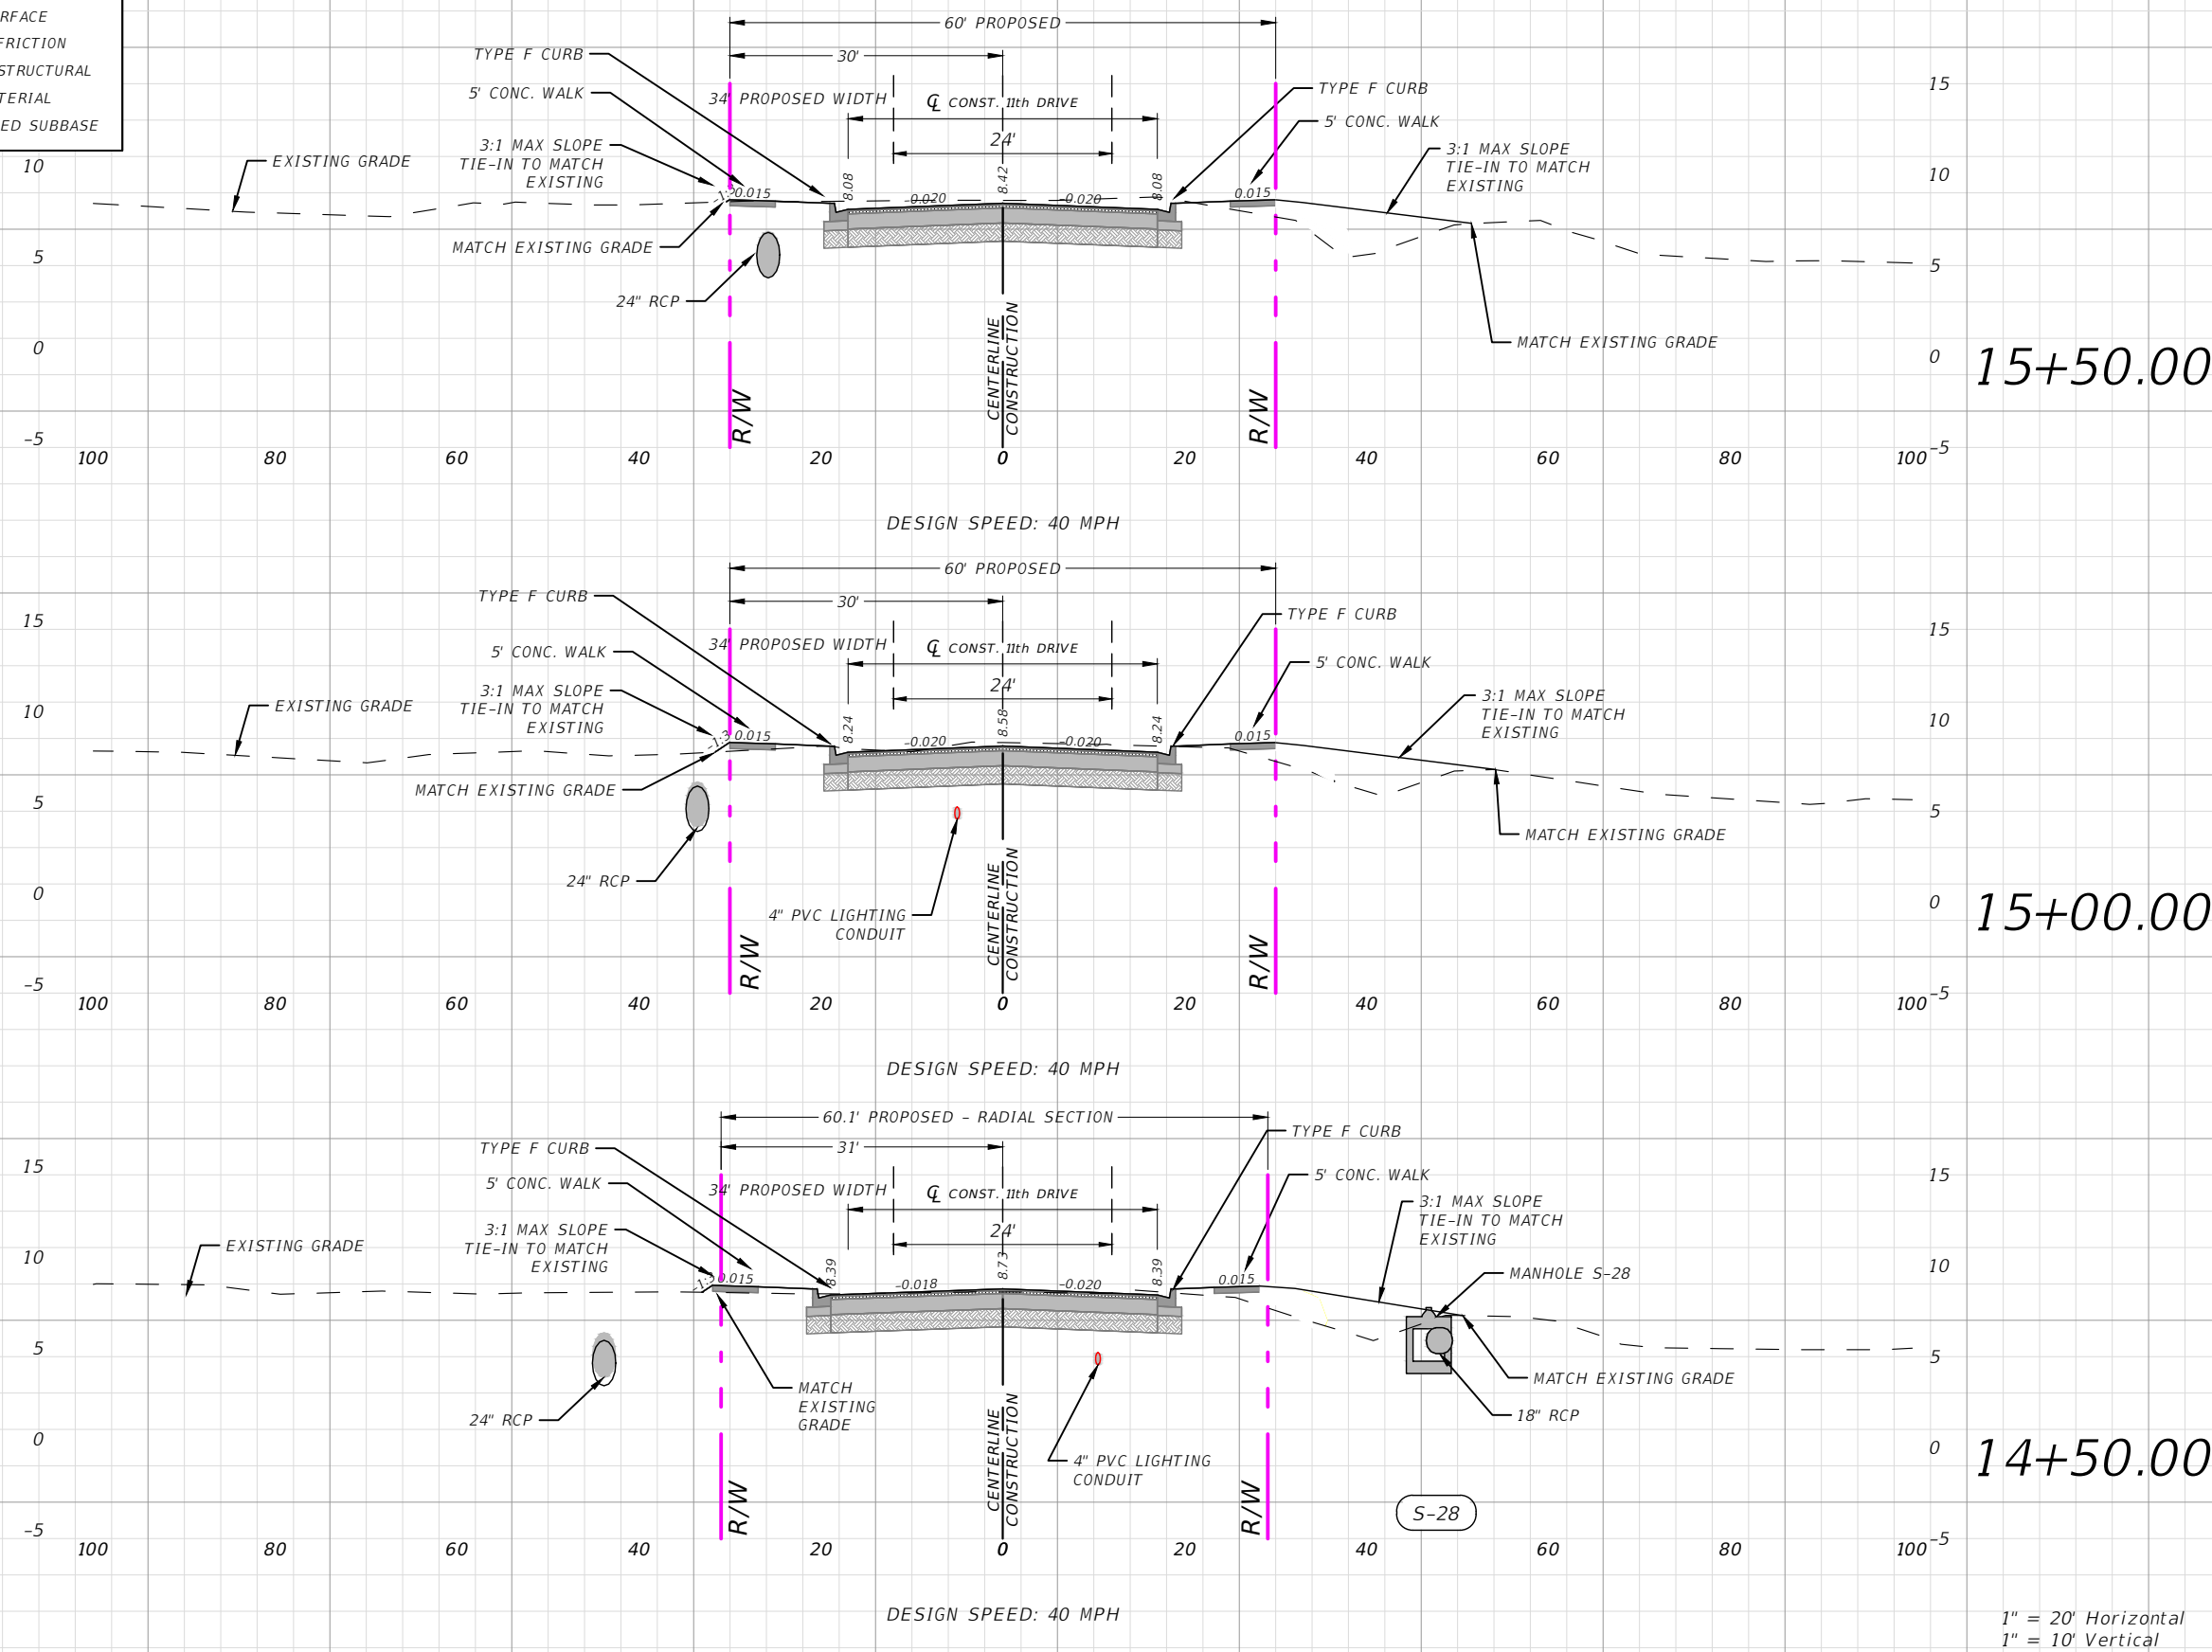 RFACE
FRICTION
STRUCTURAL
TERIAL
ED SUBBASE
60' PROPOSED
30'
TYPE F CURB
5' CONC. WALK
34' PROPOSED WIDTH
℄ CONST. 11th DRIVE
24'
TYPE F CURB
5' CONC. WALK
3:1 MAX SLOPE
TIE-IN TO MATCH
EXISTING
3:1 MAX SLOPE
TIE-IN TO MATCH
EXISTING
EXISTING GRADE
0.015
8.08
-0.020
8.42
-0.020
8.08
0.015
MATCH EXISTING GRADE
24" RCP
MATCH EXISTING GRADE
CENTERLINE
CONSTRUCTION
R/W
R/W
15
10
10
5
5
0
0
-5
-5
15+50.00
100 80 60 40 20 0 20 40 60 80 100
DESIGN SPEED: 40 MPH
60' PROPOSED
30'
TYPE F CURB
5' CONC. WALK
34' PROPOSED WIDTH
℄ CONST. 11th DRIVE
24'
TYPE F CURB
5' CONC. WALK
3:1 MAX SLOPE
TIE-IN TO MATCH
EXISTING
3:1 MAX SLOPE
TIE-IN TO MATCH
EXISTING
EXISTING GRADE
-1:3
0.015
8.24
-0.020
8.58
-0.020
8.24
0.015
MATCH EXISTING GRADE
24" RCP
4" PVC LIGHTING
CONDUIT
MATCH EXISTING GRADE
CENTERLINE
CONSTRUCTION
R/W
R/W
15
15
10
10
5
5
0
0
-5
-5
15+00.00
100 80 60 40 20 0 20 40 60 80 100
DESIGN SPEED: 40 MPH
60.1' PROPOSED - RADIAL SECTION
31'
TYPE F CURB
5' CONC. WALK
34' PROPOSED WIDTH
℄ CONST. 11th DRIVE
24'
TYPE F CURB
5' CONC. WALK
3:1 MAX SLOPE
TIE-IN TO MATCH
EXISTING
3:1 MAX SLOPE
TIE-IN TO MATCH
EXISTING
EXISTING GRADE
0.015
8.39
-0.018
8.73
-0.020
8.39
0.015
MANHOLE S-28
MATCH
EXISTING
GRADE
24" RCP
4" PVC LIGHTING
CONDUIT
MATCH EXISTING GRADE
18" RCP
CENTERLINE
CONSTRUCTION
R/W
R/W
S-28
15
15
10
10
5
5
0
0
-5
-5
14+50.00
100 80 60 40 20 0 20 40 60 80 100
DESIGN SPEED: 40 MPH
1" = 20' Horizontal
1" = 10' Vertical